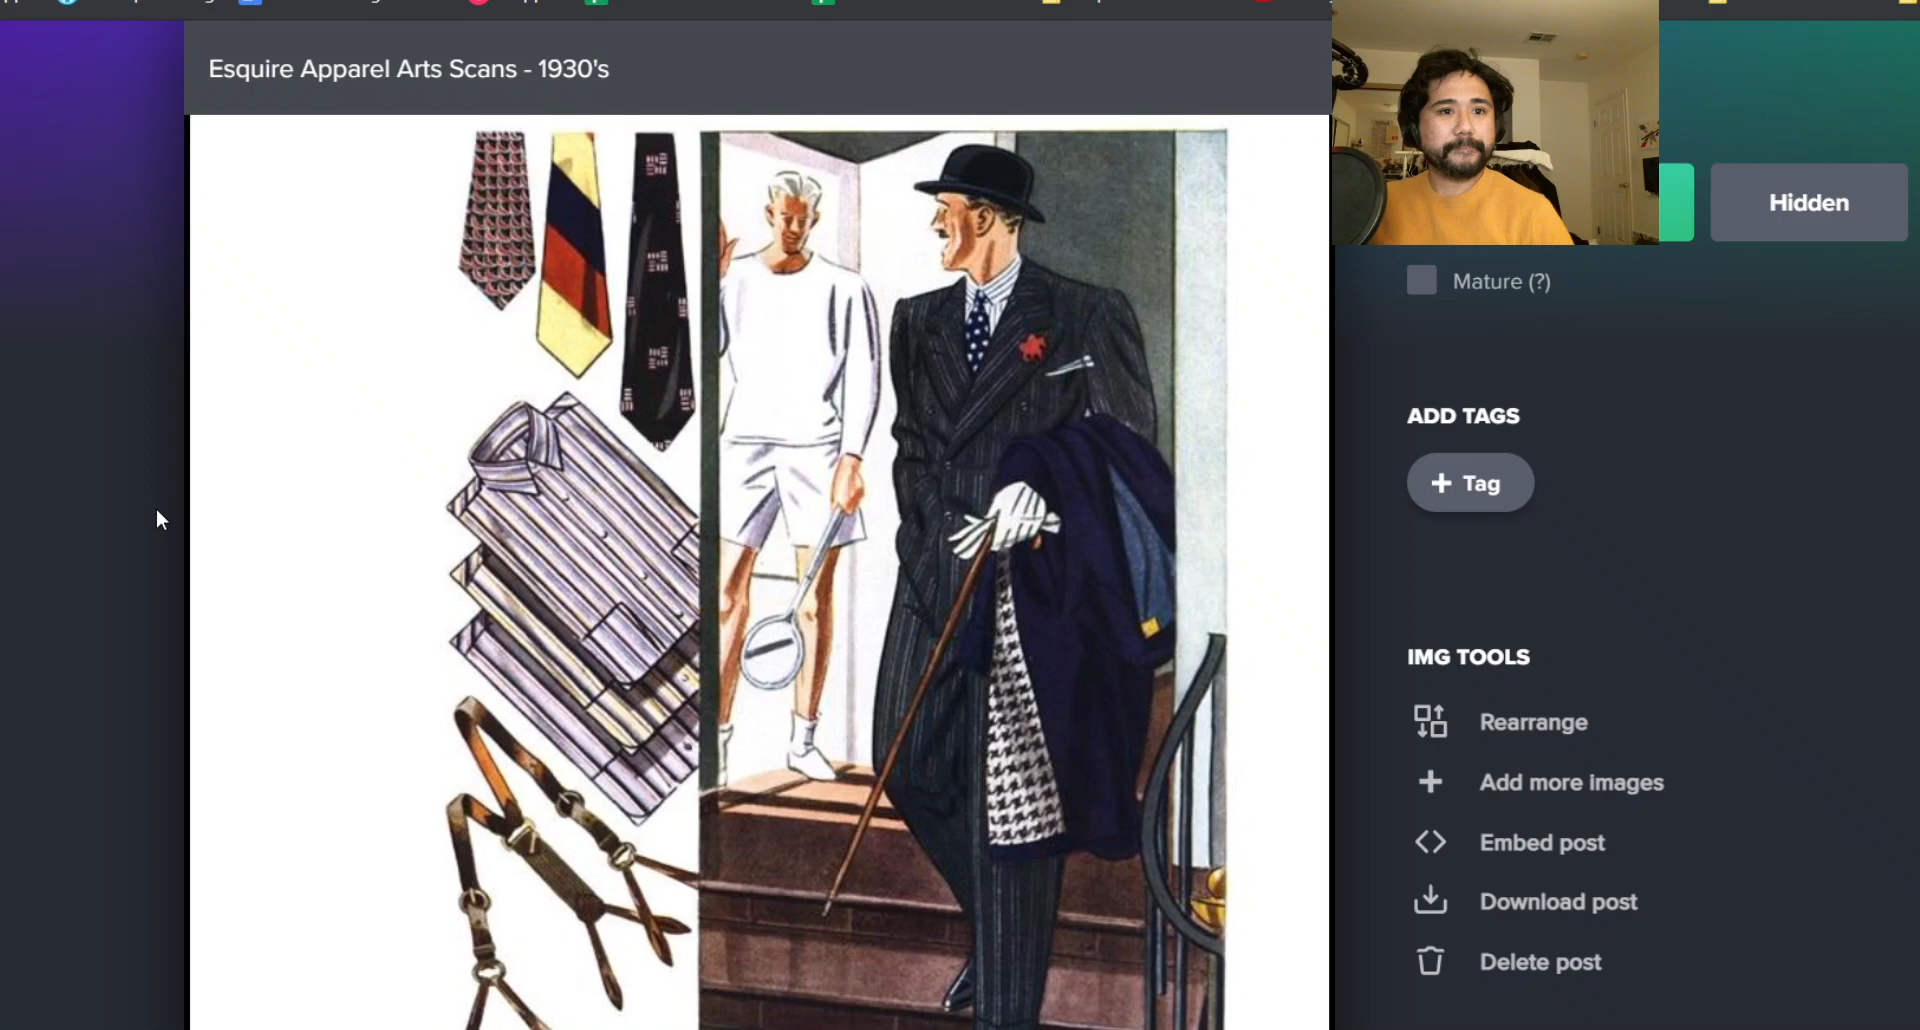 Esquire Apparel Arts Scans - 1930's
Hidden
Mature (?)
ADD TAGS
+ Tag
IMG TOOLS
Rearrange
Add more images
Embed post
Download post
Delete post